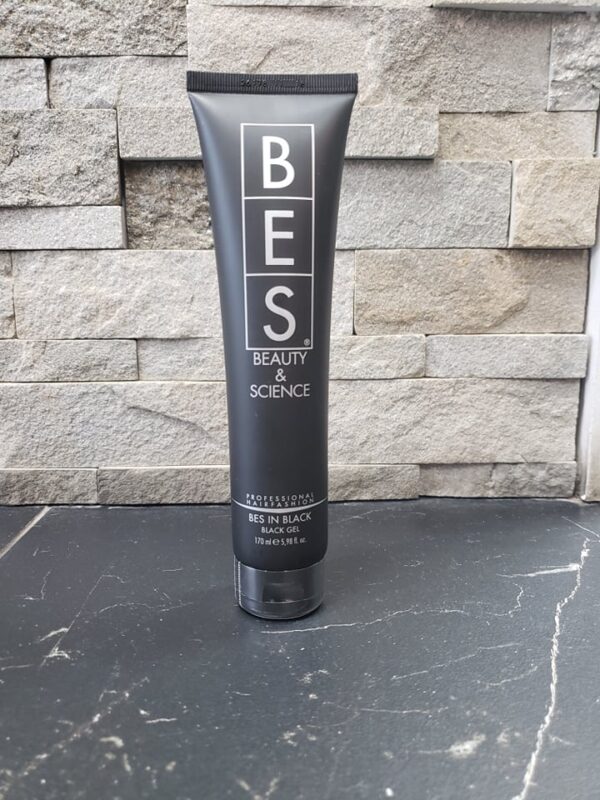 B
E
S®
BEAUTY
&
SCIENCE
PROFESSIONAL
HAIRFASHION
BES IN BLACK
BLACK GEL
170 ml ℮ 5,98 fl. oz.